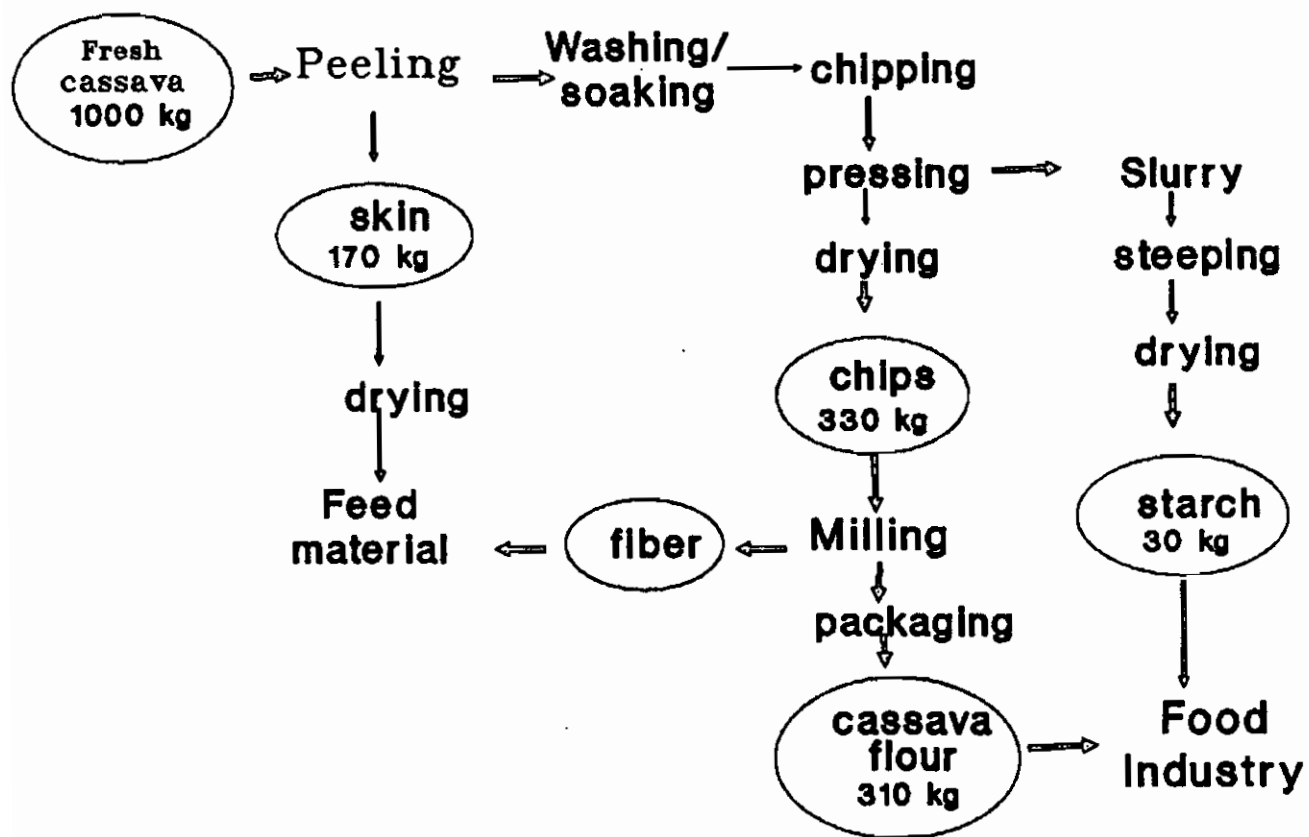 Fresh
cassava
1000 kg
Peeling
Washing/
soaking
chipping
skin
170 kg
drying
Feed
material
pressing
Slurry
drying
steeping
chips
330 kg
drying
fiber
Milling
starch
30 kg
packaging
cassava
flour
310 kg
Food
Industry